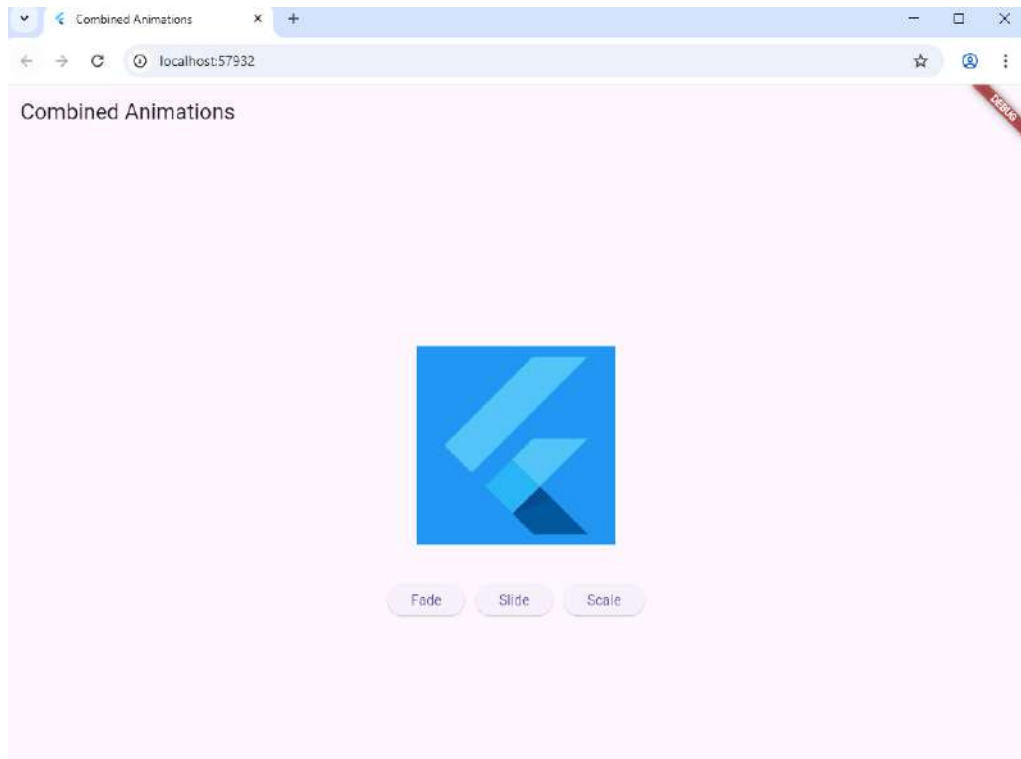 Combined Animations
localhost:57932
Combined Animations
DEBUG
Fade
Slide
Scale